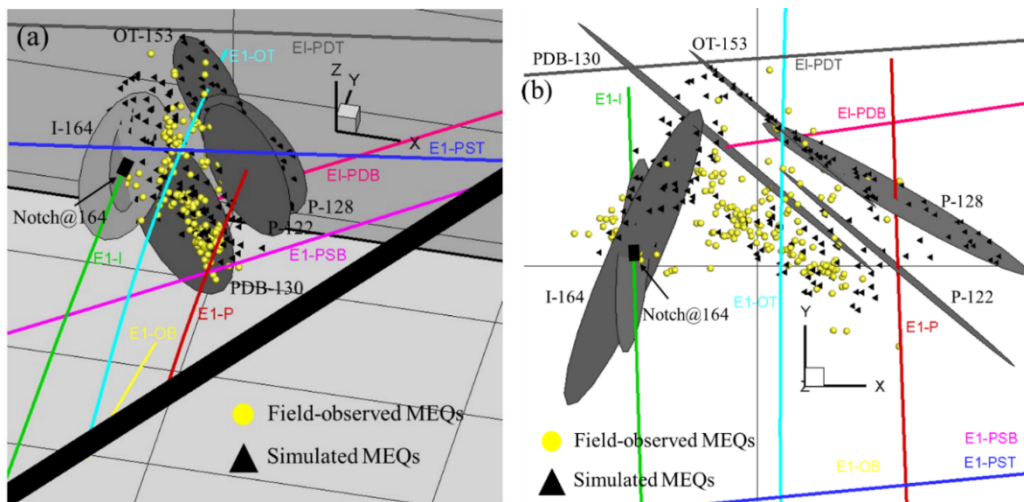 (a)
OT-153
E1-OT
EI-PDT
Z
Y
X
I-164
E1-PST
EI-PDB
Notch@164
P-128
P-122
E1-PSB
E1-I
PDB-130
E1-P
E1-OB
Field-observed MEQs
Simulated MEQs
PDB-130
OT-153
EI-PDT
(b)
E1-I
EI-PDB
P-128
I-164
Notch@164
E1-OT
P-122
E1-P
Y
Z
X
Field-observed MEQs
E1-PSB
E1-OB
E1-PST
Simulated MEQs